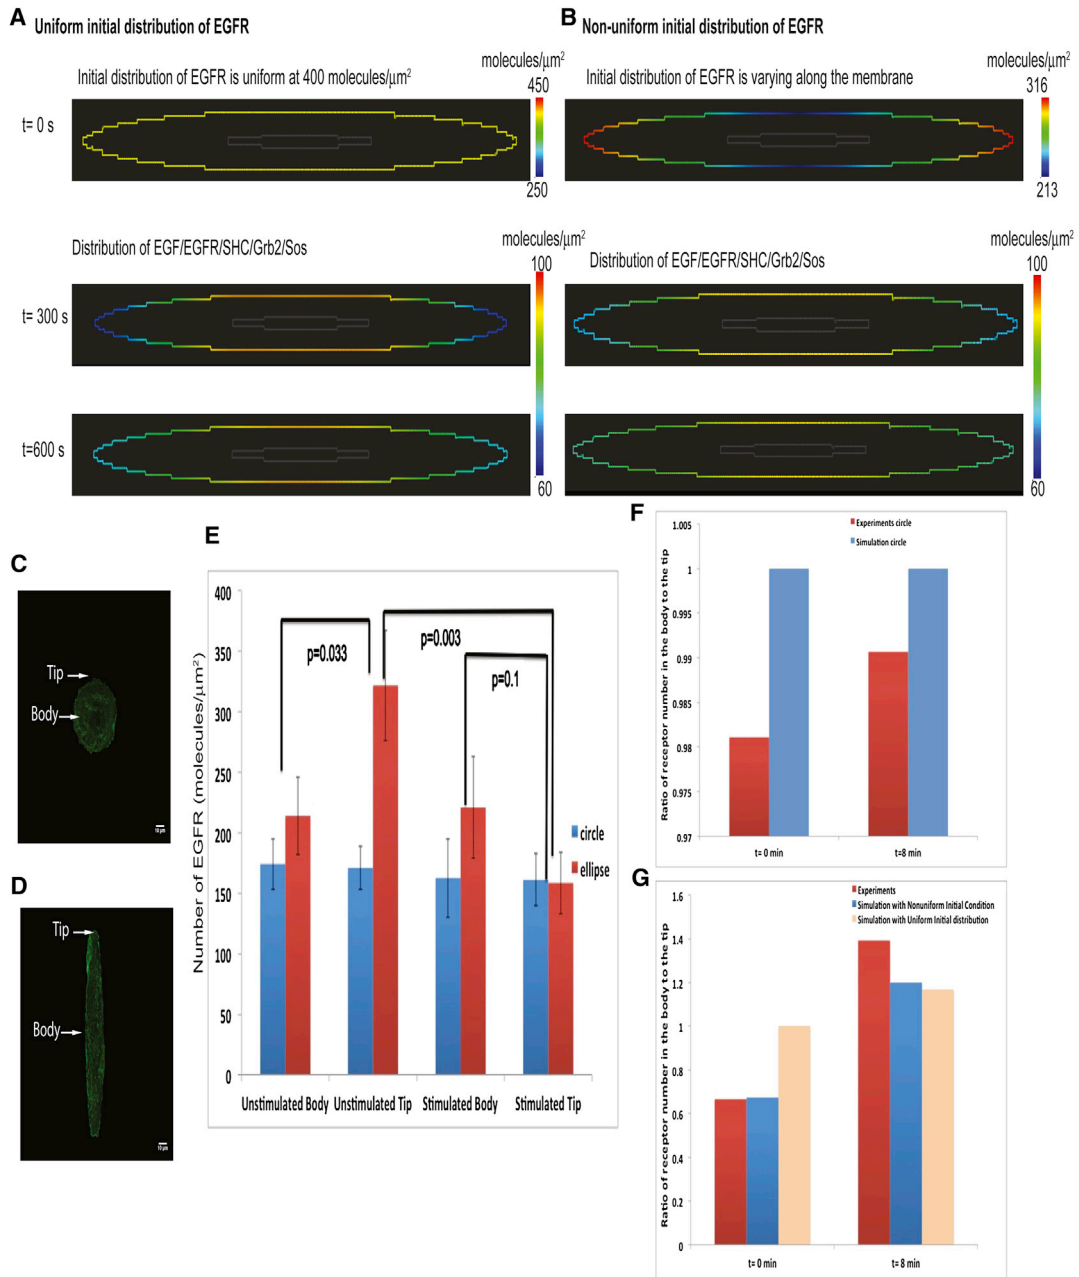 A Uniform initial distribution of EGFR
B Non-uniform initial distribution of EGFR
molecules/μm²
Initial distribution of EGFR is uniform at 400 molecules/μm²
450
250
t= 0 s
molecules/μm²
Initial distribution of EGFR is varying along the membrane
316
213
molecules/μm²
Distribution of EGF/EGFR/SHC/Grb2/Sos
100
60
t= 300 s
t=600 s
molecules/μm²
Distribution of EGF/EGFR/SHC/Grb2/Sos
100
60
C
Tip
Body
10 μm
D
Tip
Body
10 μm
E
Number of EGFR (molecules/μm²)
400
350
300
250
200
150
100
50
0
p=0.033
p=0.003
p=0.1
circle
ellipse
Unstimulated Body
Unstimulated Tip
Stimulated Body
Stimulated Tip
F
Ratio of receptor number in the body to the tip
1.005
1
0.995
0.99
0.985
0.98
0.975
0.97
Experiments circle
Simulation circle
t= 0 min
t=8 min
G
Ratio of receptor number in the body to the tip
1.6
1.4
1.2
1
0.8
0.6
0.4
0.2
0
Experiments
Simulation with Nonuniform Initial Condition
Simulation with Uniform Initial distribution
t= 0 min
t= 8 min